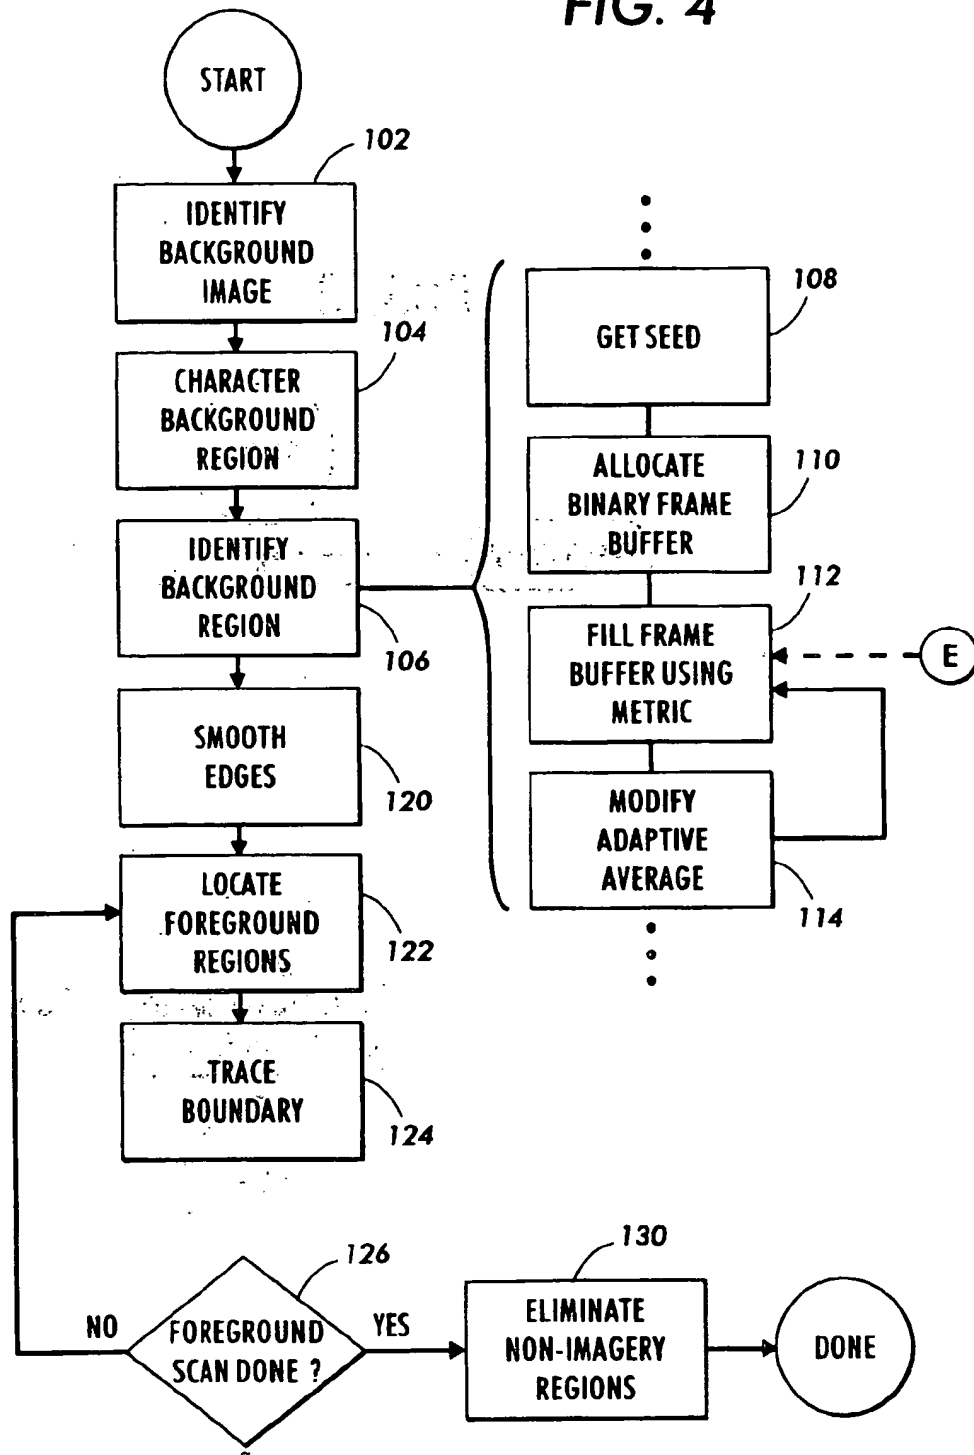 FIG. 4
START
102
IDENTIFY
BACKGROUND
IMAGE
104
CHARACTER
BACKGROUND
REGION
IDENTIFY
BACKGROUND
REGION
106
SMOOTH
EDGES
120
LOCATE
FOREGROUND
REGIONS
122
TRACE
BOUNDARY
124
108
GET SEED
ALLOCATE
BINARY FRAME
BUFFER
110
112
FILL FRAME
BUFFER USING
METRIC
E
MODIFY
ADAPTIVE
AVERAGE
114
126
NO
FOREGROUND
SCAN DONE ?
YES
130
ELIMINATE
NON-IMAGERY
REGIONS
DONE